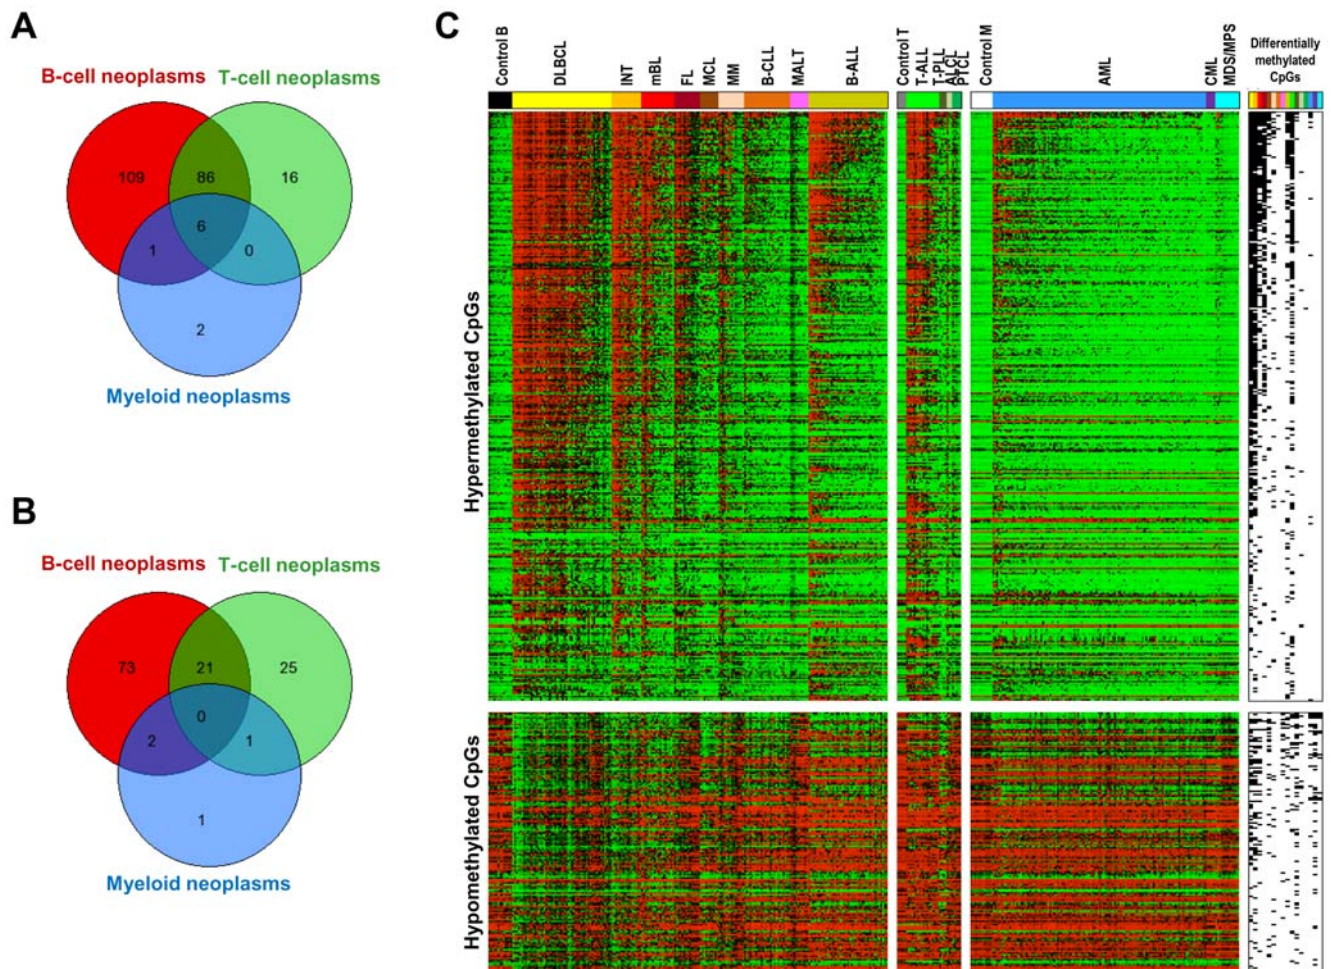 A
B-cell neoplasms T-cell neoplasms
109
86
16
6
1
0
2
Myeloid neoplasms
B
B-cell neoplasms T-cell neoplasms
73
21
25
0
2
1
1
Myeloid neoplasms
C
Control B
DLBCL
INT
mBL
FL
MCL
MM
B-CLL
MALT
B-ALL
Control T
T-ALL
T-PLL
ALCL
PTCL
Control M
AML
CML
MDS/MPS
Differentially
methylated
CpGs
Hypermethylated CpGs
Hypomethylated CpGs